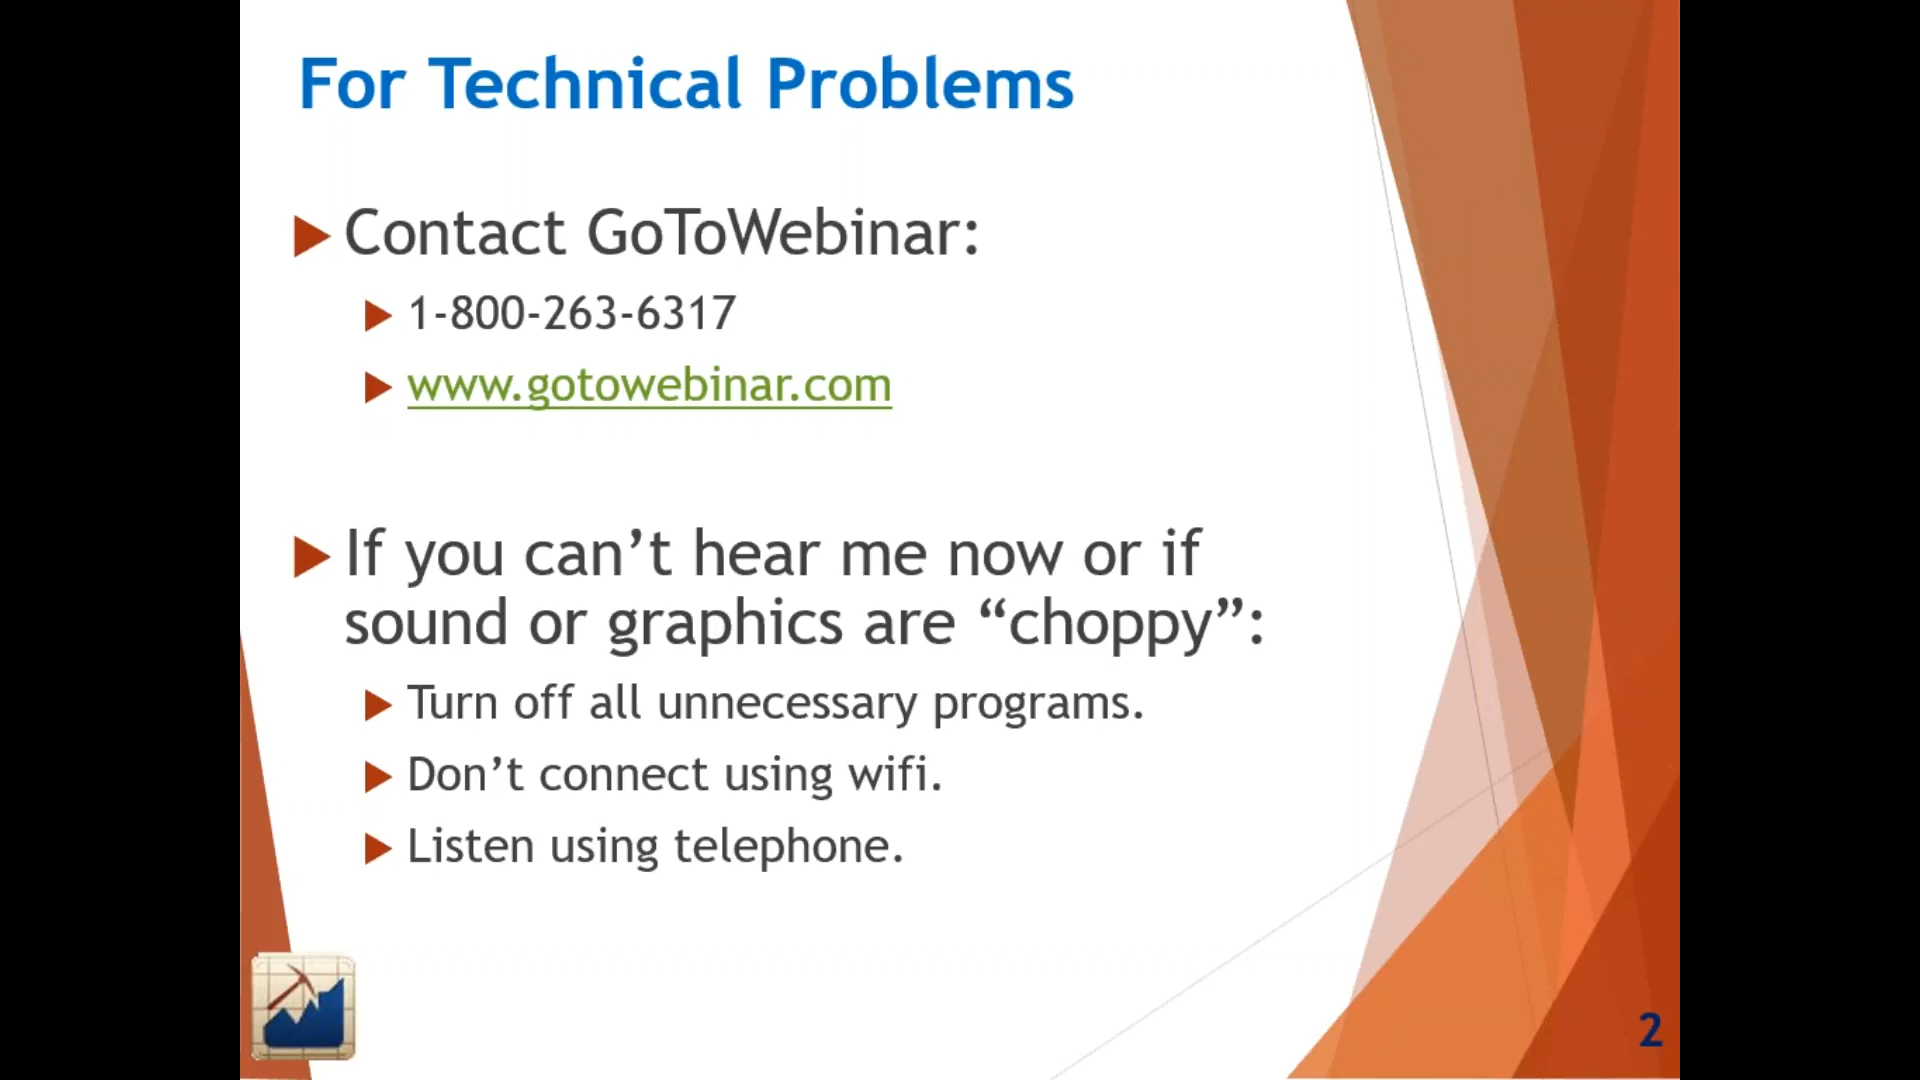 For Technical Problems
Contact GoToWebinar:
1-800-263-6317
www.gotowebinar.com
If you can’t hear me now or if
sound or graphics are “choppy”:
Turn off all unnecessary programs.
Don’t connect using wifi.
Listen using telephone.
2